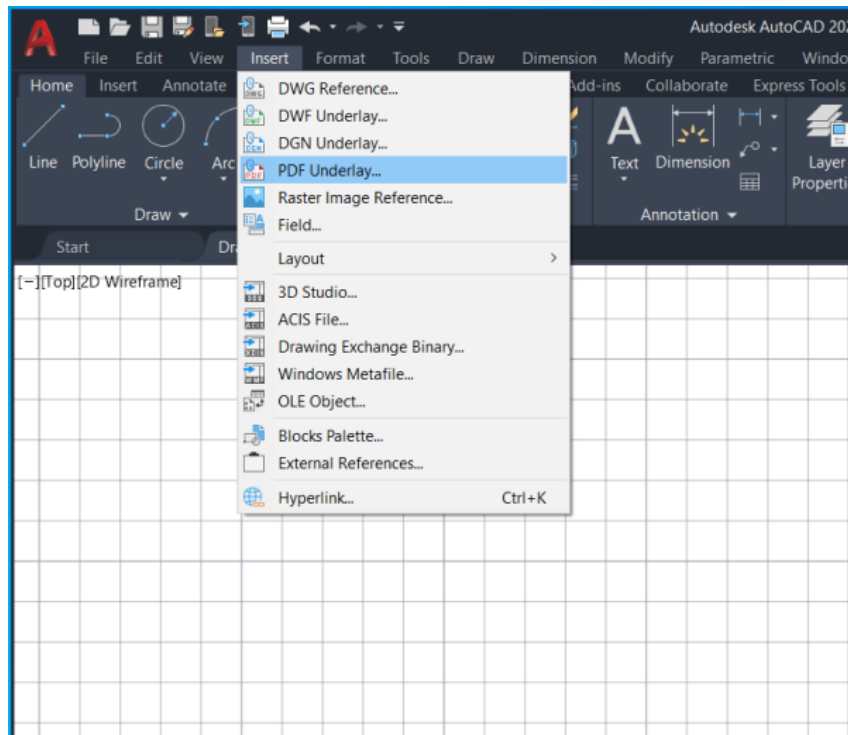 Autodesk AutoCAD 202
File Edit View Insert Format Tools Draw Dimension Modify Parametric Windo
Home Insert Annotate Add-ins Collaborate Express Tools
Line Polyline Circle Arc Text Dimension Layer
Properti
Draw Annotation
Start Dra
[−][Top][2D Wireframe]
DWG Reference...
DWF Underlay...
DGN Underlay...
PDF Underlay...
Raster Image Reference...
Field...
Layout
3D Studio...
ACIS File...
Drawing Exchange Binary...
Windows Metafile...
OLE Object...
Blocks Palette...
External References...
Hyperlink... Ctrl+K